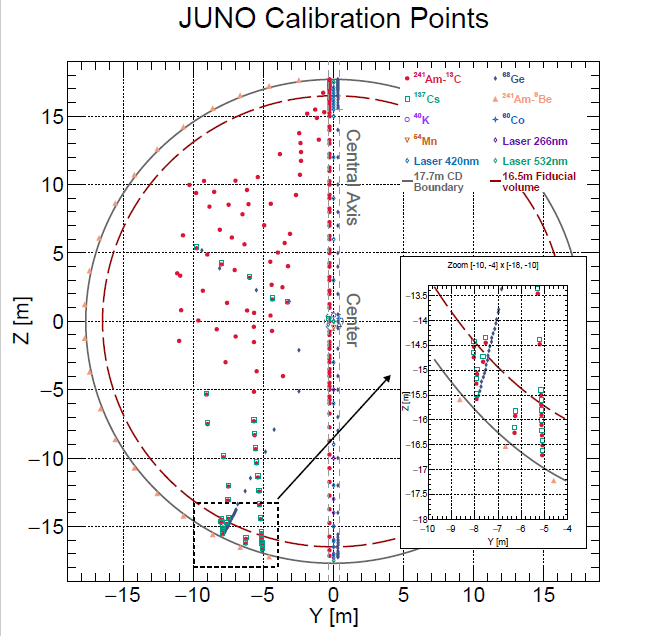 JUNO Calibration Points
²⁴¹Am-¹³C
⁶⁸Ge
¹³⁷Cs
²⁴¹Am-⁹Be
⁴⁰K
⁶⁰Co
⁵⁴Mn
Laser 266nm
Laser 420nm
Laser 532nm
17.7m CD
Boundary
16.5m Fiducial
volume
Central Axis
Center
Z [m]
15
10
5
0
−5
−10
−15
−15
−10
−5
0
5
10
15
Y [m]
Zoom [-10, -4] x [-18, -10]
Z [m]
−13.5
−14
−14.5
−15
−15.5
−16
−16.5
−17
−17.5
−18
−10
−9
−8
−7
−6
−5
−4
Y [m]